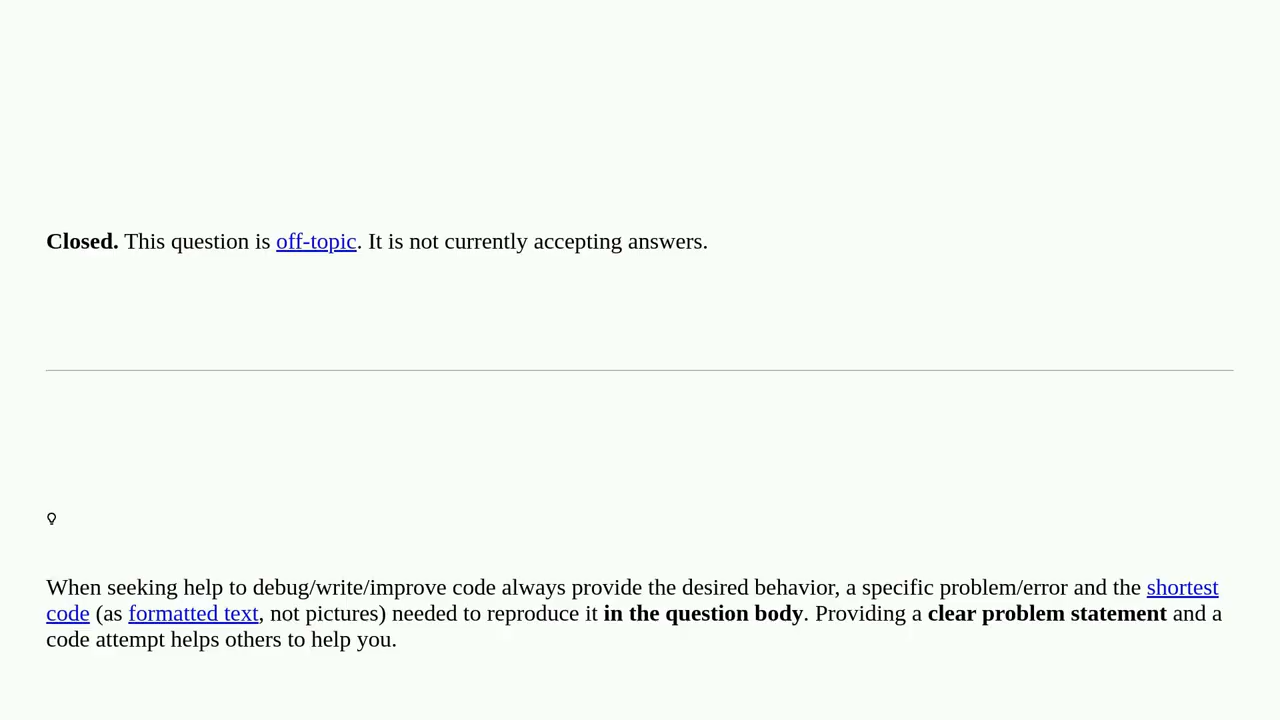 Closed. This question is off-topic. It is not currently accepting answers.
When seeking help to debug/write/improve code always provide the desired behavior, a specific problem/error and the shortest
code (as formatted text, not pictures) needed to reproduce it in the question body. Providing a clear problem statement and a
code attempt helps others to help you.